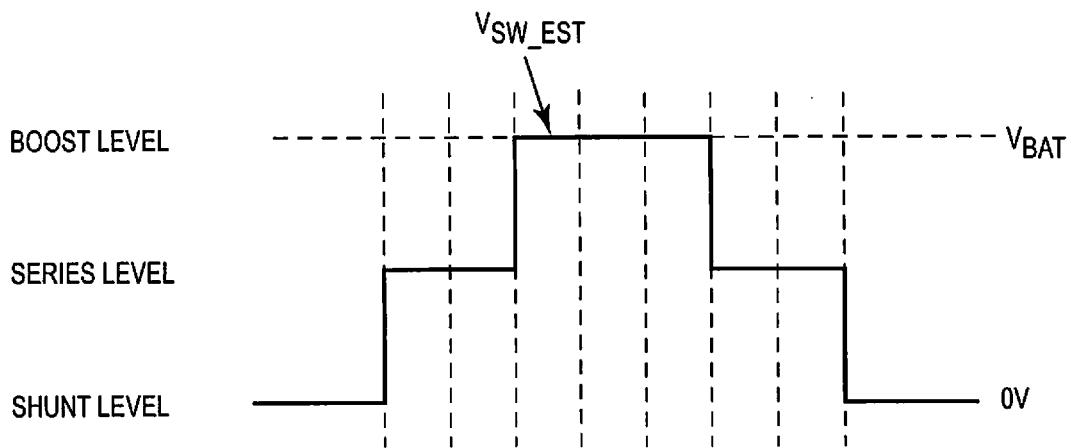 VSW_EST
BOOST LEVEL
VBAT
SERIES LEVEL
SHUNT LEVEL
0V